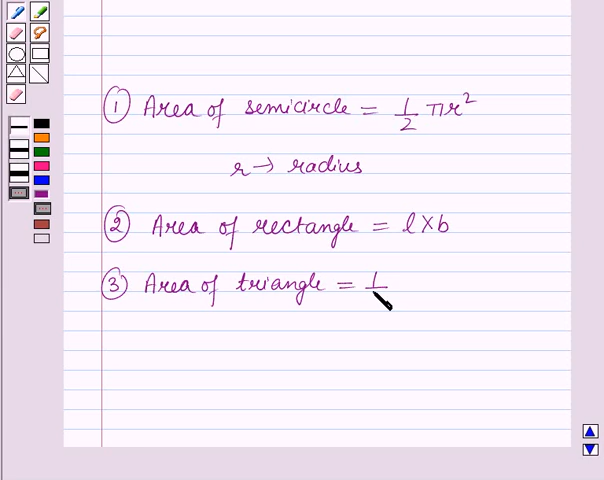 ① Area of semicircle = 1/2 πr²
r → radius
② Area of rectangle = l × b
③ Area of triangle = 1/